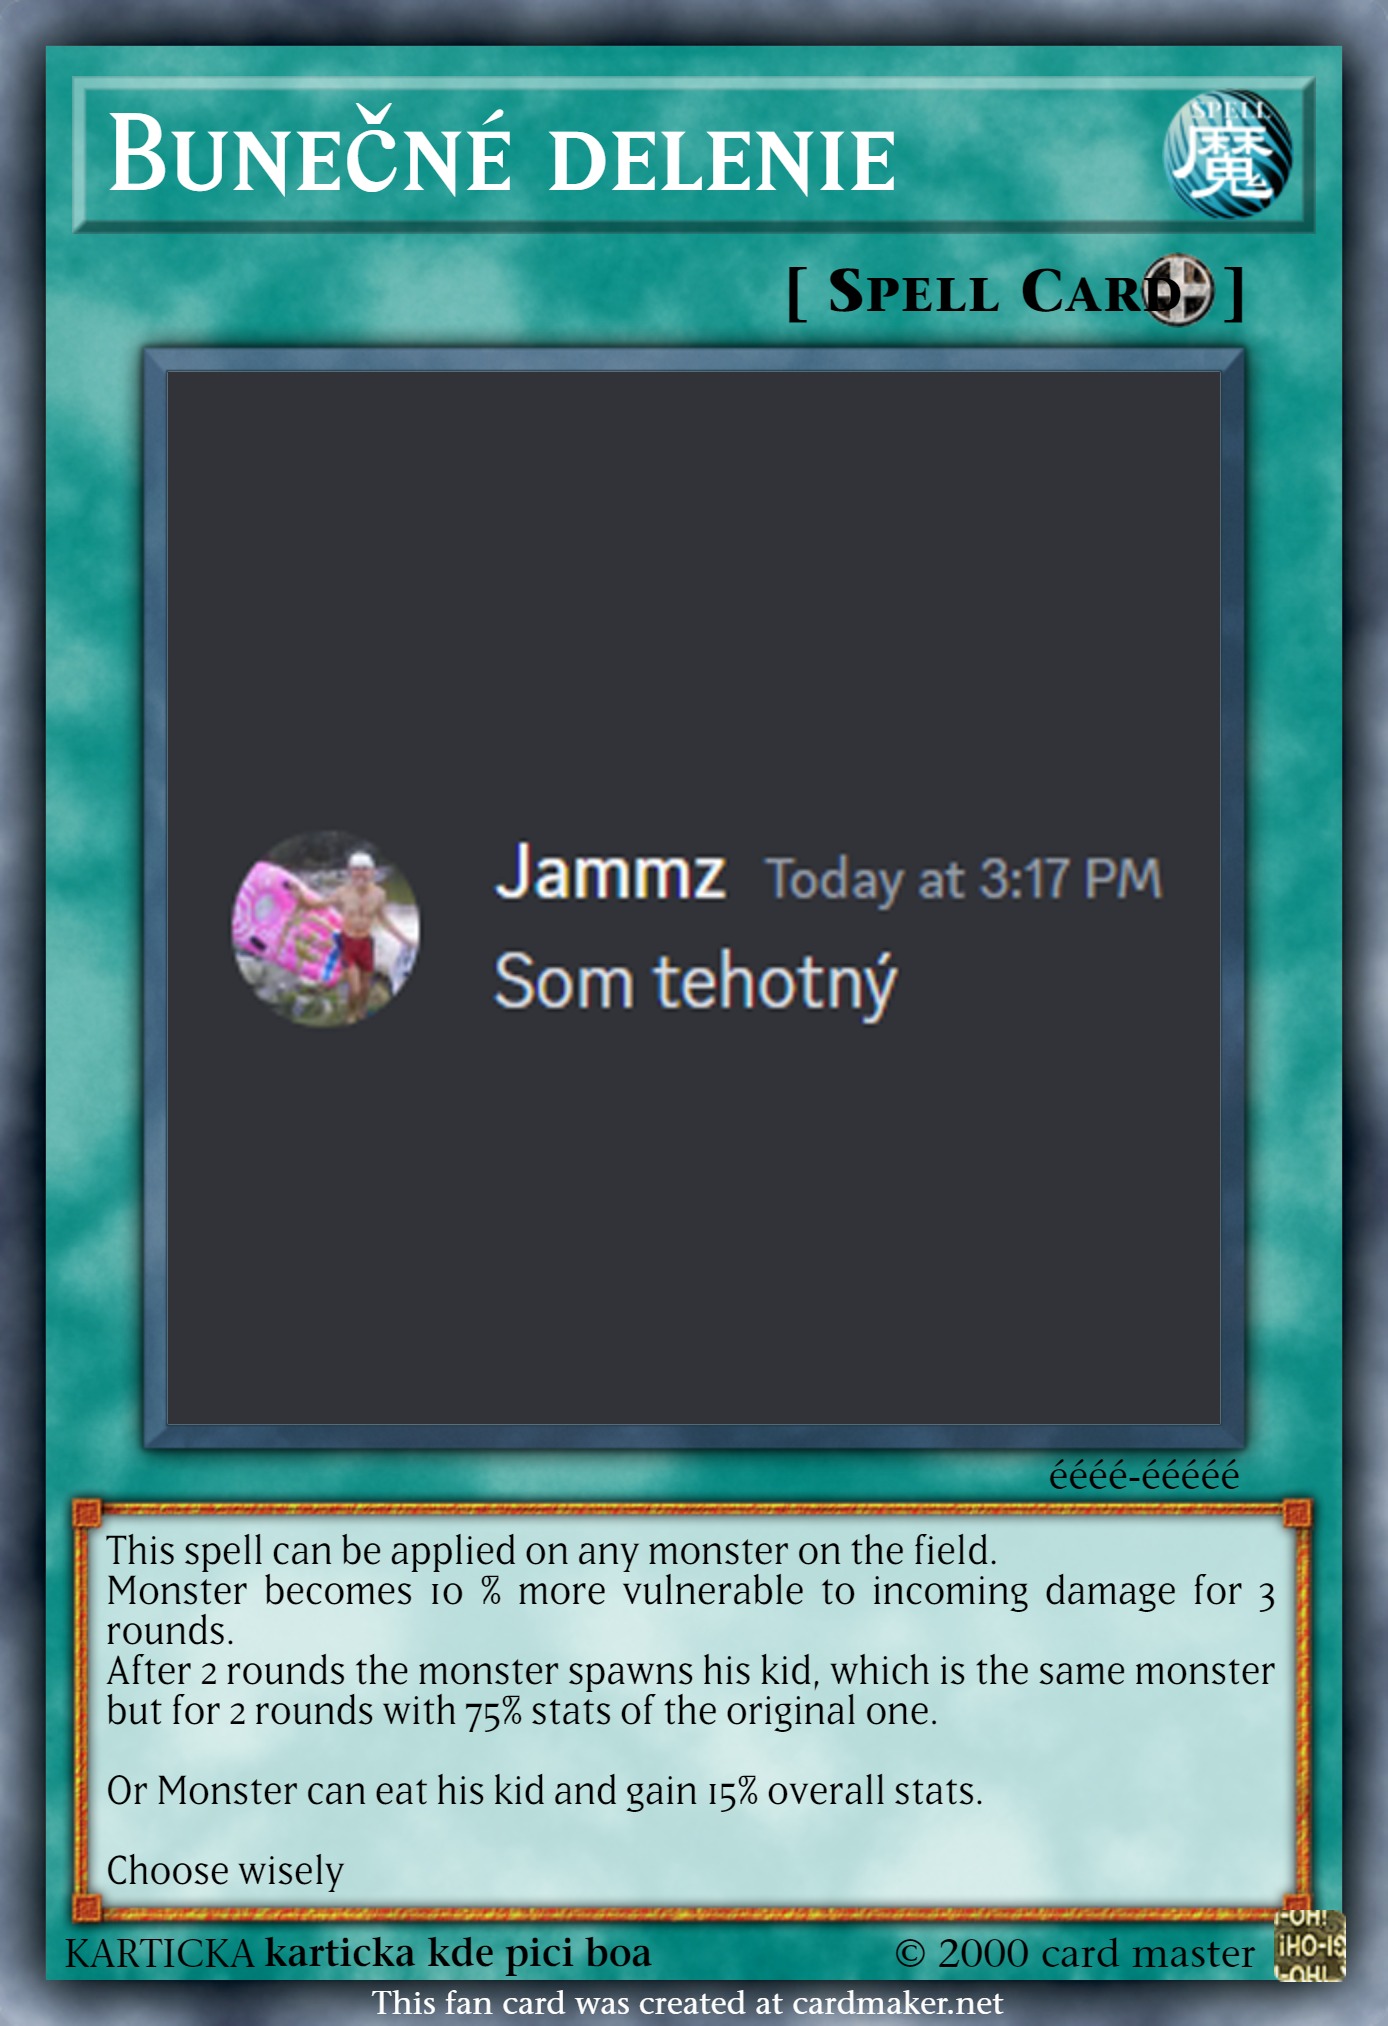 Bunečné delenie
SPELL
魔
[ Spell Card ]
Jammz Today at 3:17 PM
Som tehotný
éééé-ééééé
This spell can be applied on any monster on the field.
Monster becomes 10 % more vulnerable to incoming damage for 3
rounds.
After 2 rounds the monster spawns his kid, which is the same monster
but for 2 rounds with 75% stats of the original one.
Or Monster can eat his kid and gain 15% overall stats.
Choose wisely
KARTICKA karticka kde pici boa © 2000 card master
This fan card was created at cardmaker.net